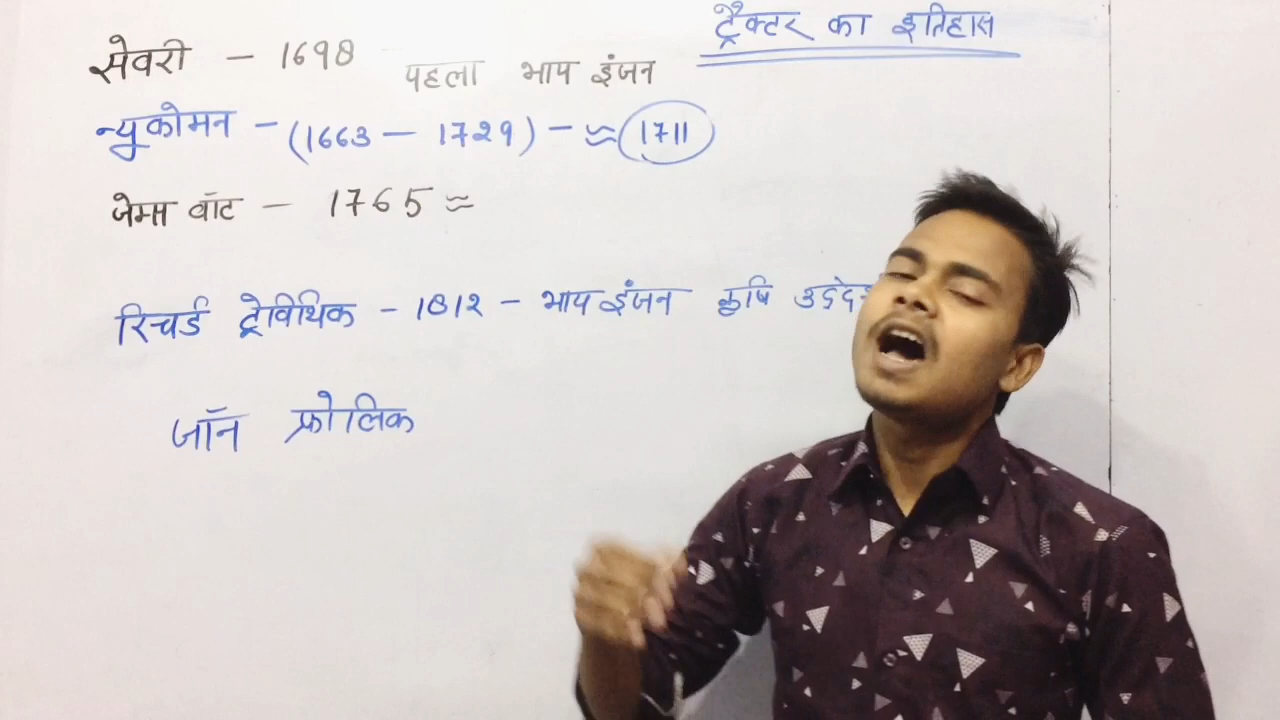 ट्रैक्टर का इतिहास
सेवरी - 1698 पहला भाप इंजन
न्युकोमन - (1663 - 1729) - ≈ 1711
जेम्स वॉट - 1765 ≈
रिचर्ड ट्रेविथिक - 1812 - भाप इंजन कृषि
जॉन फ्रोलिक